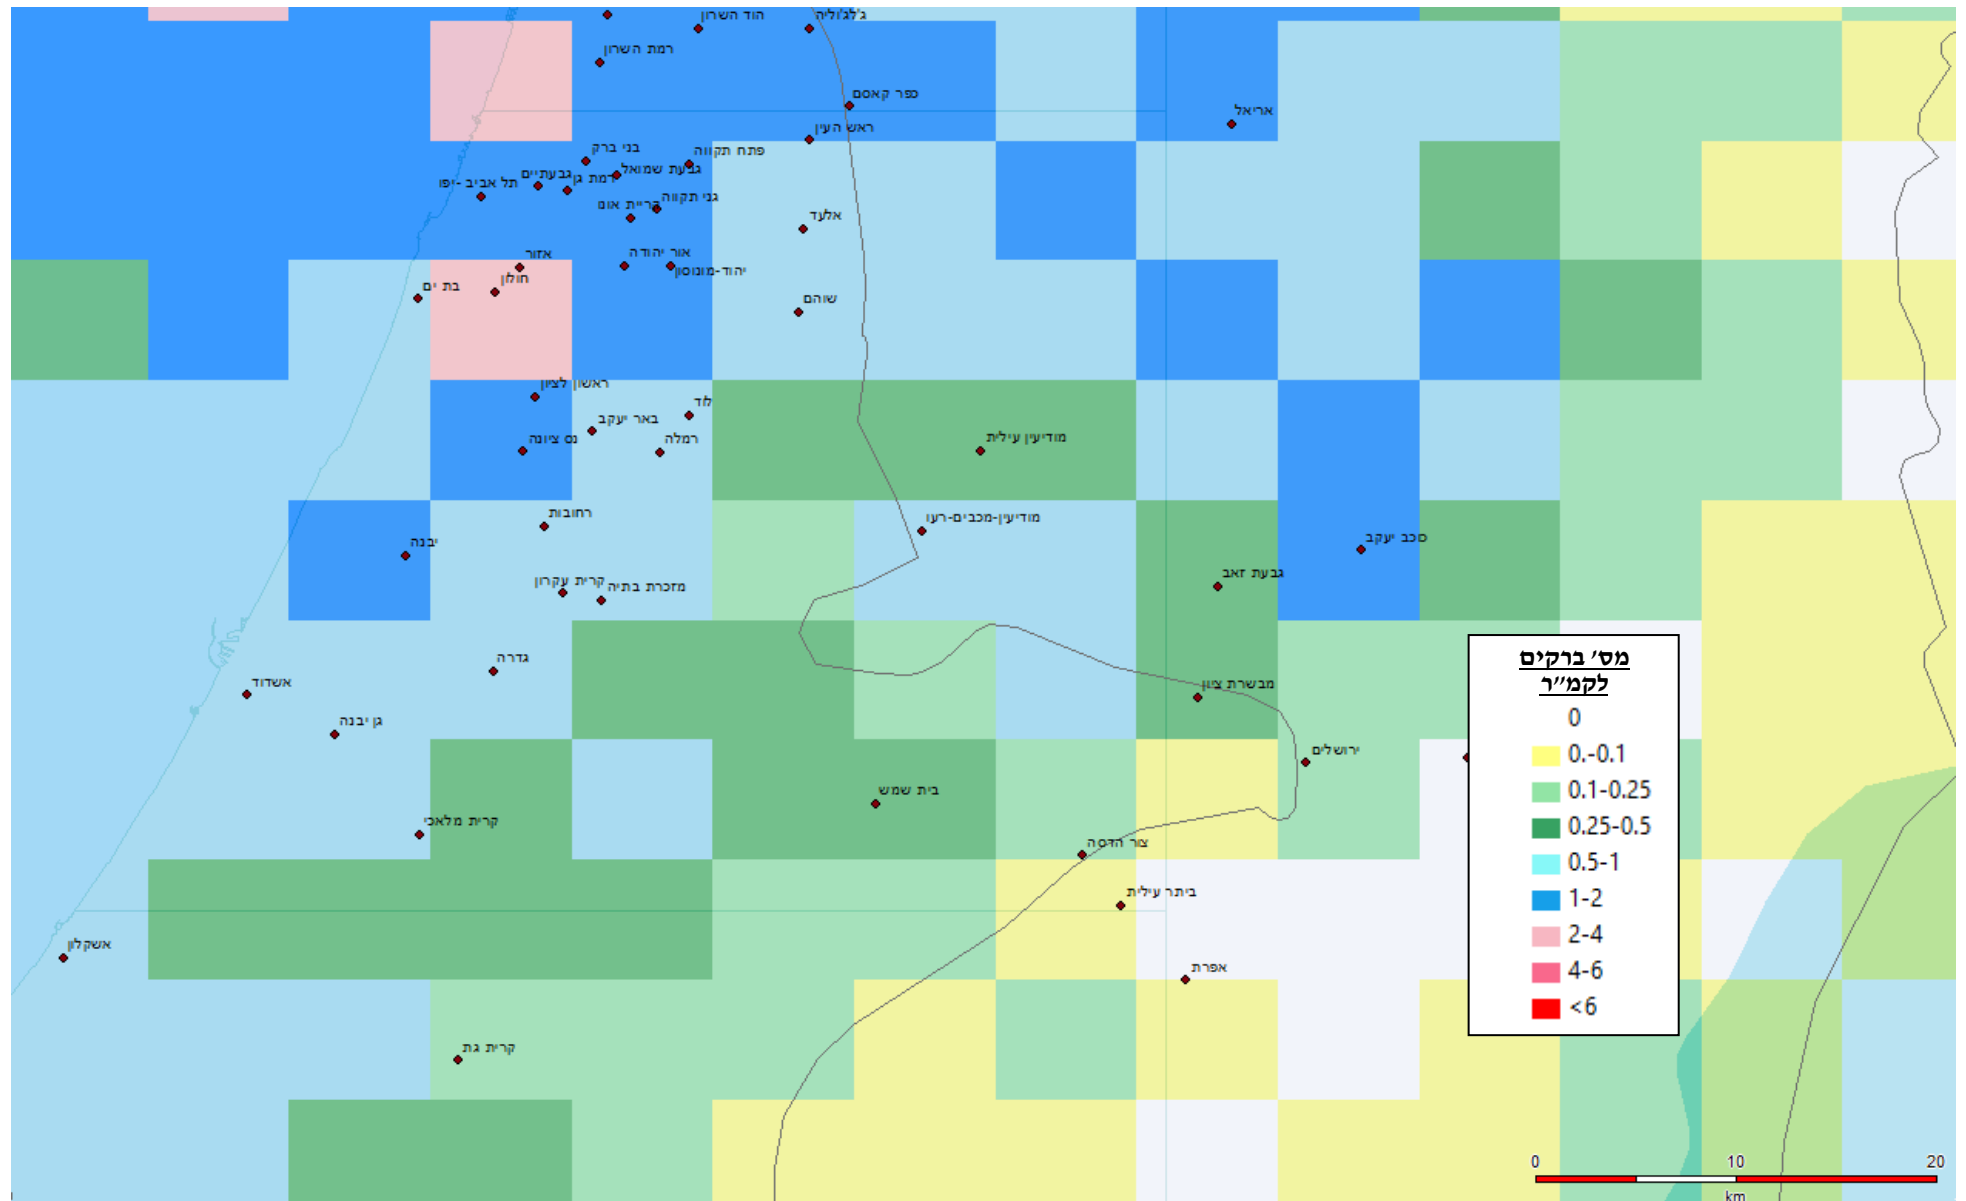 הוד השרון
ג'לג'וליה
רמת השרון
כפר קאסם
אריאל
ראש העין
בני ברק
פתח תקווה
גבעת שמואל
רמת גן
גבעתיים
תל אביב -יפו
גני תקווה
קריית אונו
אלעד
אזור
אור יהודה
יהוד-מונוסון
חולון
בת ים
שוהם
ראשון לציון
לוד
באר יעקב
נס ציונה
רמלה
מודיעין עילית
רחובות
מודיעין-מכבים-רעו
יבנה
כוכב יעקב
גבעת זאב
קרית עקרון
מזכרת בתיה
גדרה
אשדוד
מבשרת ציון
גן יבנה
ירושלים
בית שמש
קרית מלאכי
צור הדסה
ביתר עילית
אשקלון
אפרת
קרית גת
מס׳ ברקים
לקמ״ר
0
0.-0.1
0.1-0.25
0.25-0.5
0.5-1
1-2
2-4
4-6
<6
0 10 20
km